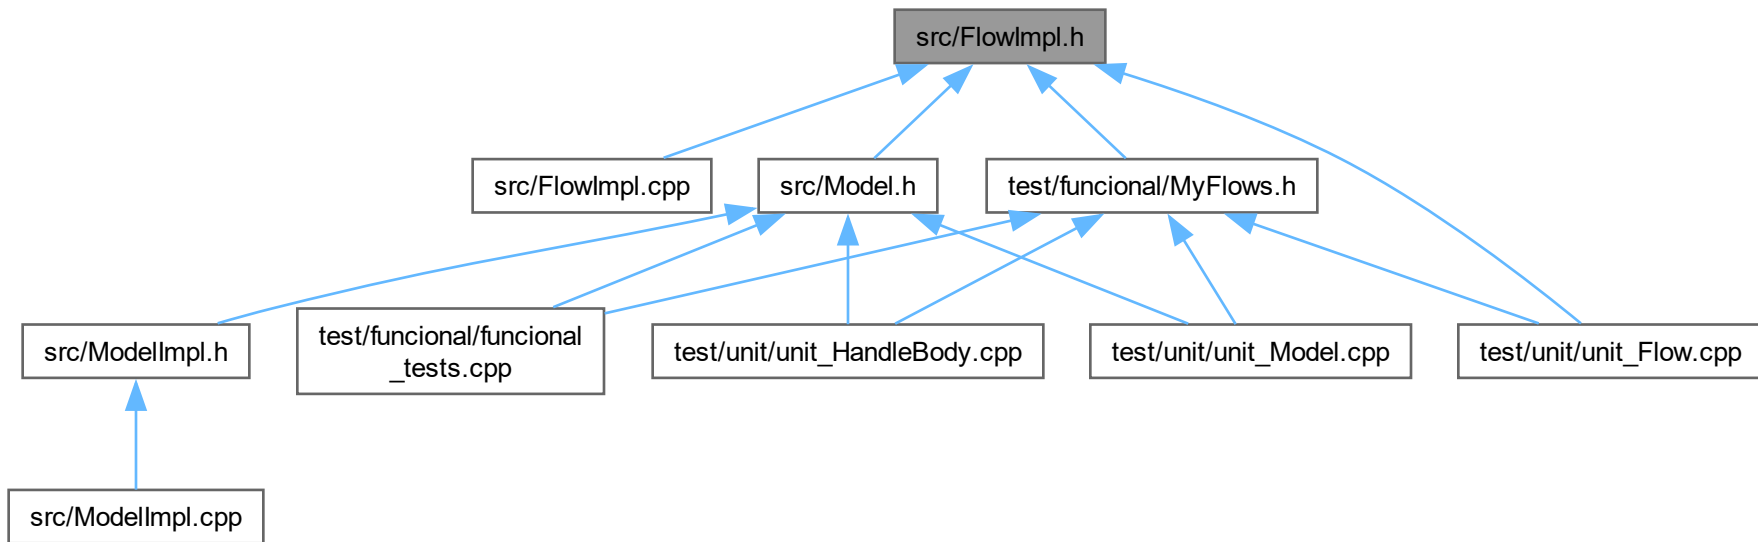 src/FlowImpl.h
src/FlowImpl.cpp
src/Model.h
test/funcional/MyFlows.h
src/ModelImpl.h
test/funcional/funcional
_tests.cpp
test/unit/unit_HandleBody.cpp
test/unit/unit_Model.cpp
test/unit/unit_Flow.cpp
src/ModelImpl.cpp